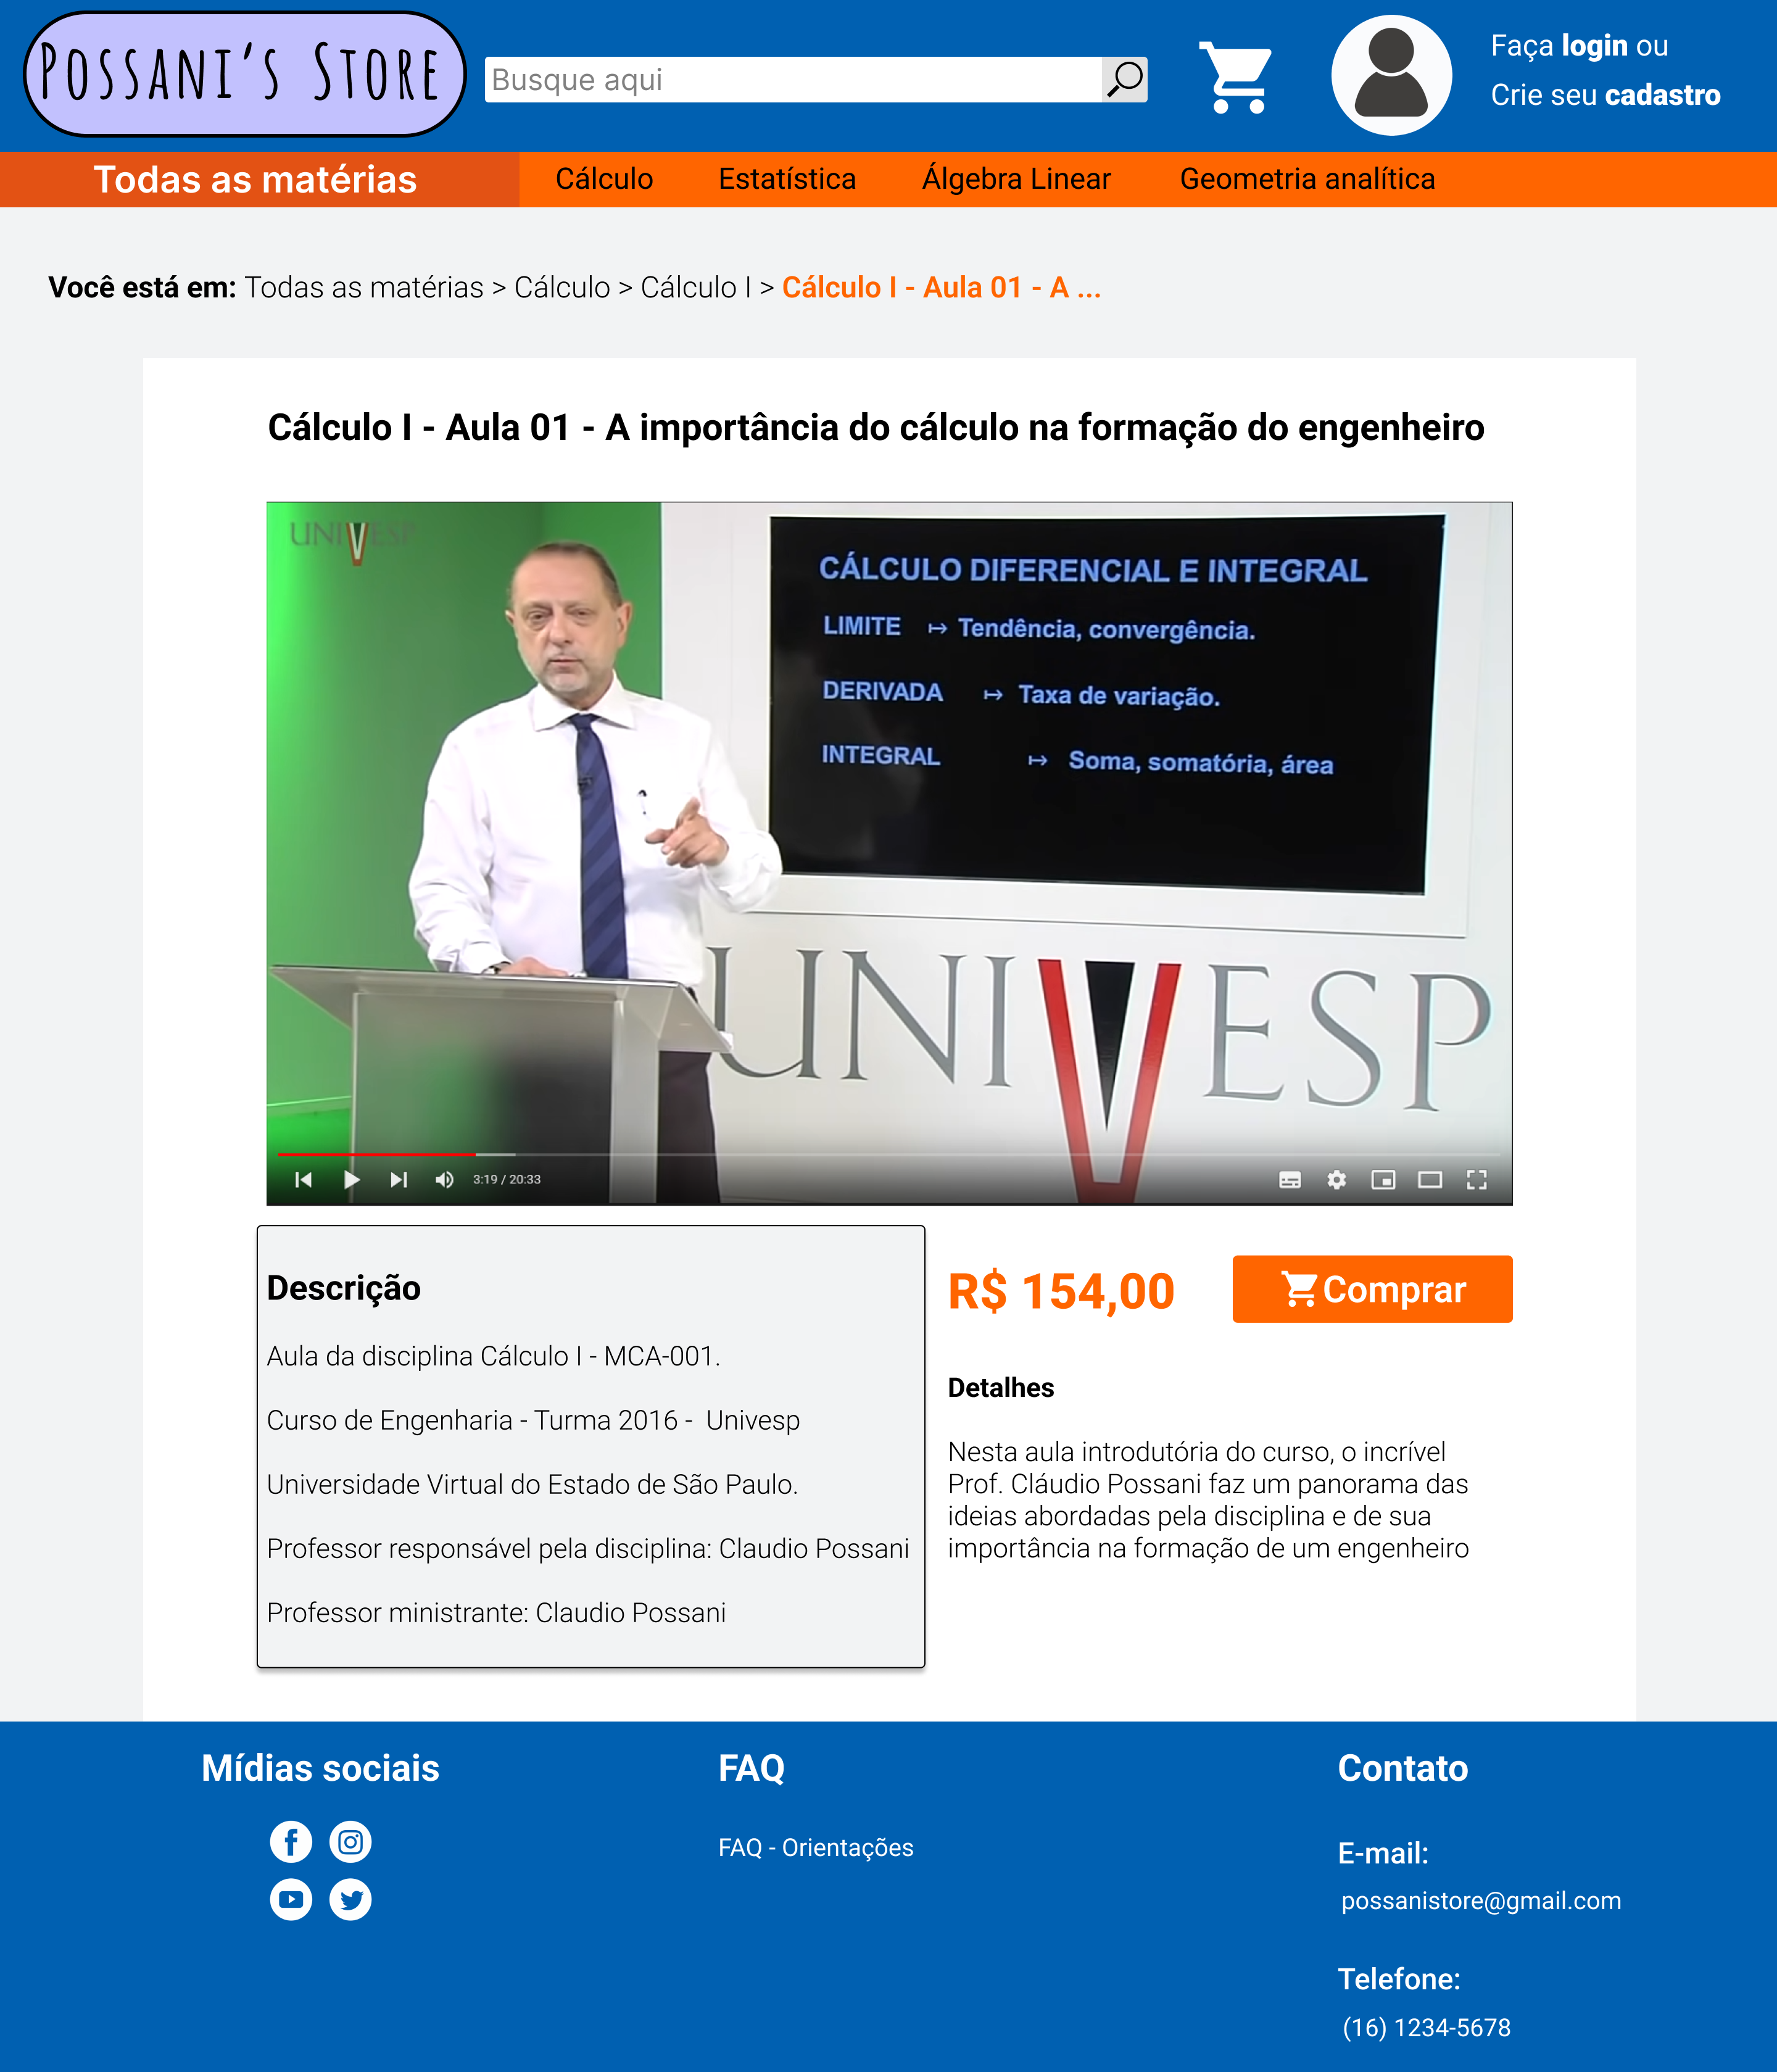 Possani's Store
Busque aqui
Faça login ou
Crie seu cadastro
Todas as matérias
Cálculo
Estatística
Álgebra Linear
Geometria analítica
Você está em: Todas as matérias > Cálculo > Cálculo I > Cálculo I - Aula 01 - A ...
Cálculo I - Aula 01 - A importância do cálculo na formação do engenheiro
UNIVESP
CÁLCULO DIFERENCIAL E INTEGRAL
LIMITE ↦ Tendência, convergência.
DERIVADA ↦ Taxa de variação.
INTEGRAL ↦ Soma, somatória, área
UNIVESP
3:19 / 20:33
Descrição
Aula da disciplina Cálculo I - MCA-001.
Curso de Engenharia - Turma 2016 - Univesp
Universidade Virtual do Estado de São Paulo.
Professor responsável pela disciplina: Claudio Possani
Professor ministrante: Claudio Possani
R$ 154,00
Comprar
Detalhes
Nesta aula introdutória do curso, o incrível
Prof. Cláudio Possani faz um panorama das
ideias abordadas pela disciplina e de sua
importância na formação de um engenheiro
Mídias sociais
FAQ
FAQ - Orientações
Contato
E-mail:
possanistore@gmail.com
Telefone:
(16) 1234-5678